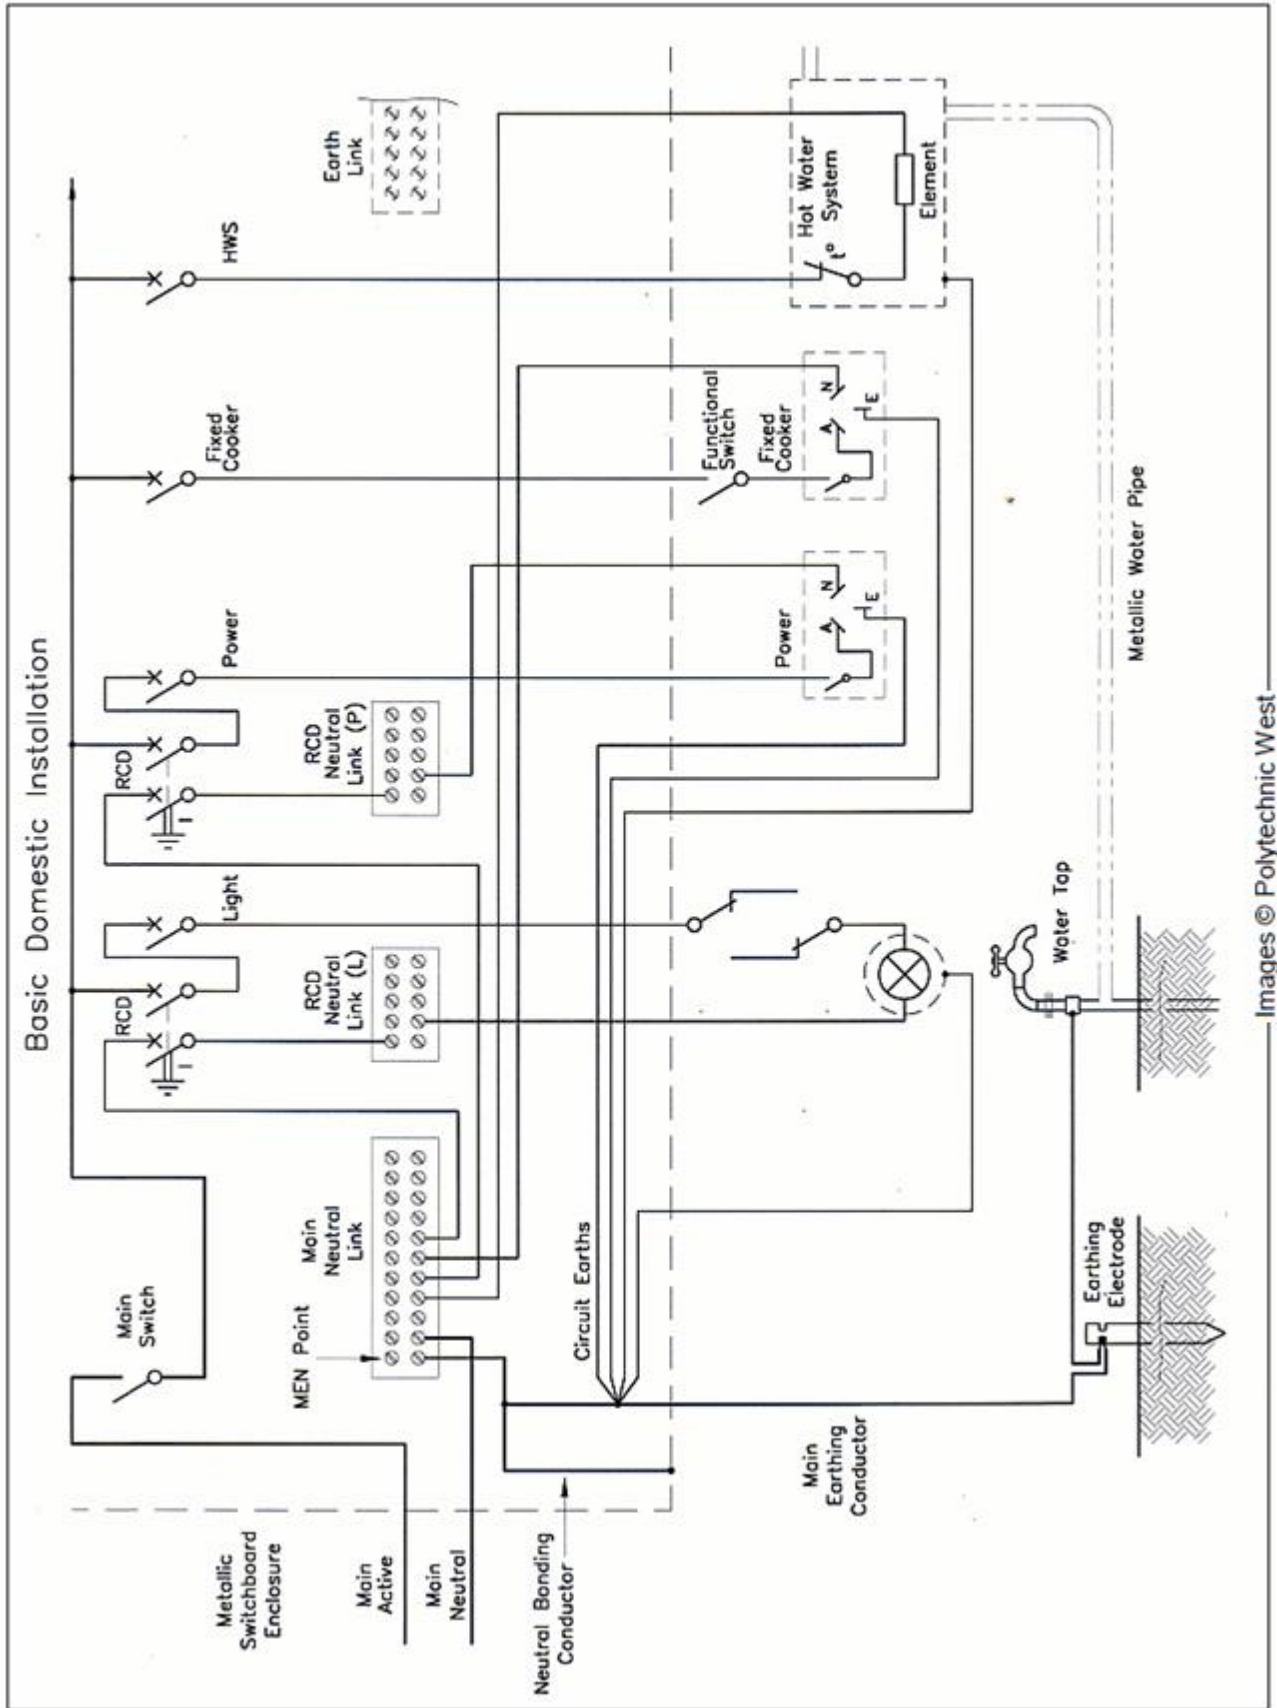 Basic Domestic Installation
Main
Switch
RCD
Light
RCD
Power
Fixed
Cooker
HWS
MEN Point
Main
Neutral
Link
RCD
Neutral
Link (L)
RCD
Neutral
Link (P)
Earth
Link
Metallic
Switchboard
Enclosure
Main
Active
Main
Neutral
Neutral Bonding
Conductor
Circuit Earths
Functional
Switch
Fixed
Cooker
Power
A
N
E
A
N
E
Hot Water
System
t°
Element
Main
Earthing
Conductor
Earthing
Electrode
Water Tap
Metallic Water Pipe
I
I
Images © Polytechnic West